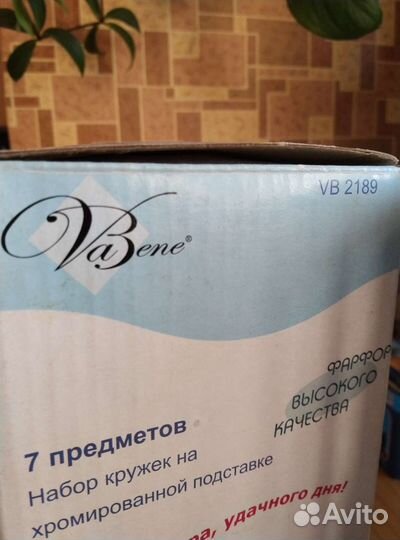 VB 2189
VaBene®
ФАРФОР
ВЫСОКОГО
КАЧЕСТВА
7 предметов
Набор кружек на
хромированной подставке
удачного дня!
Avito